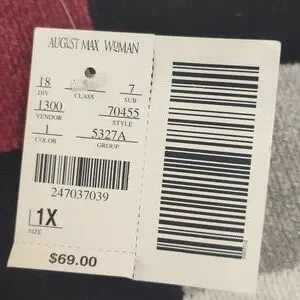 AUGUST MAX WOMAN
18 7
DIV CLASS SUB
1300 70455
VENDOR STYLE
1 5327A
COLOR GROUP
247037039
1X
SIZE
$69.00